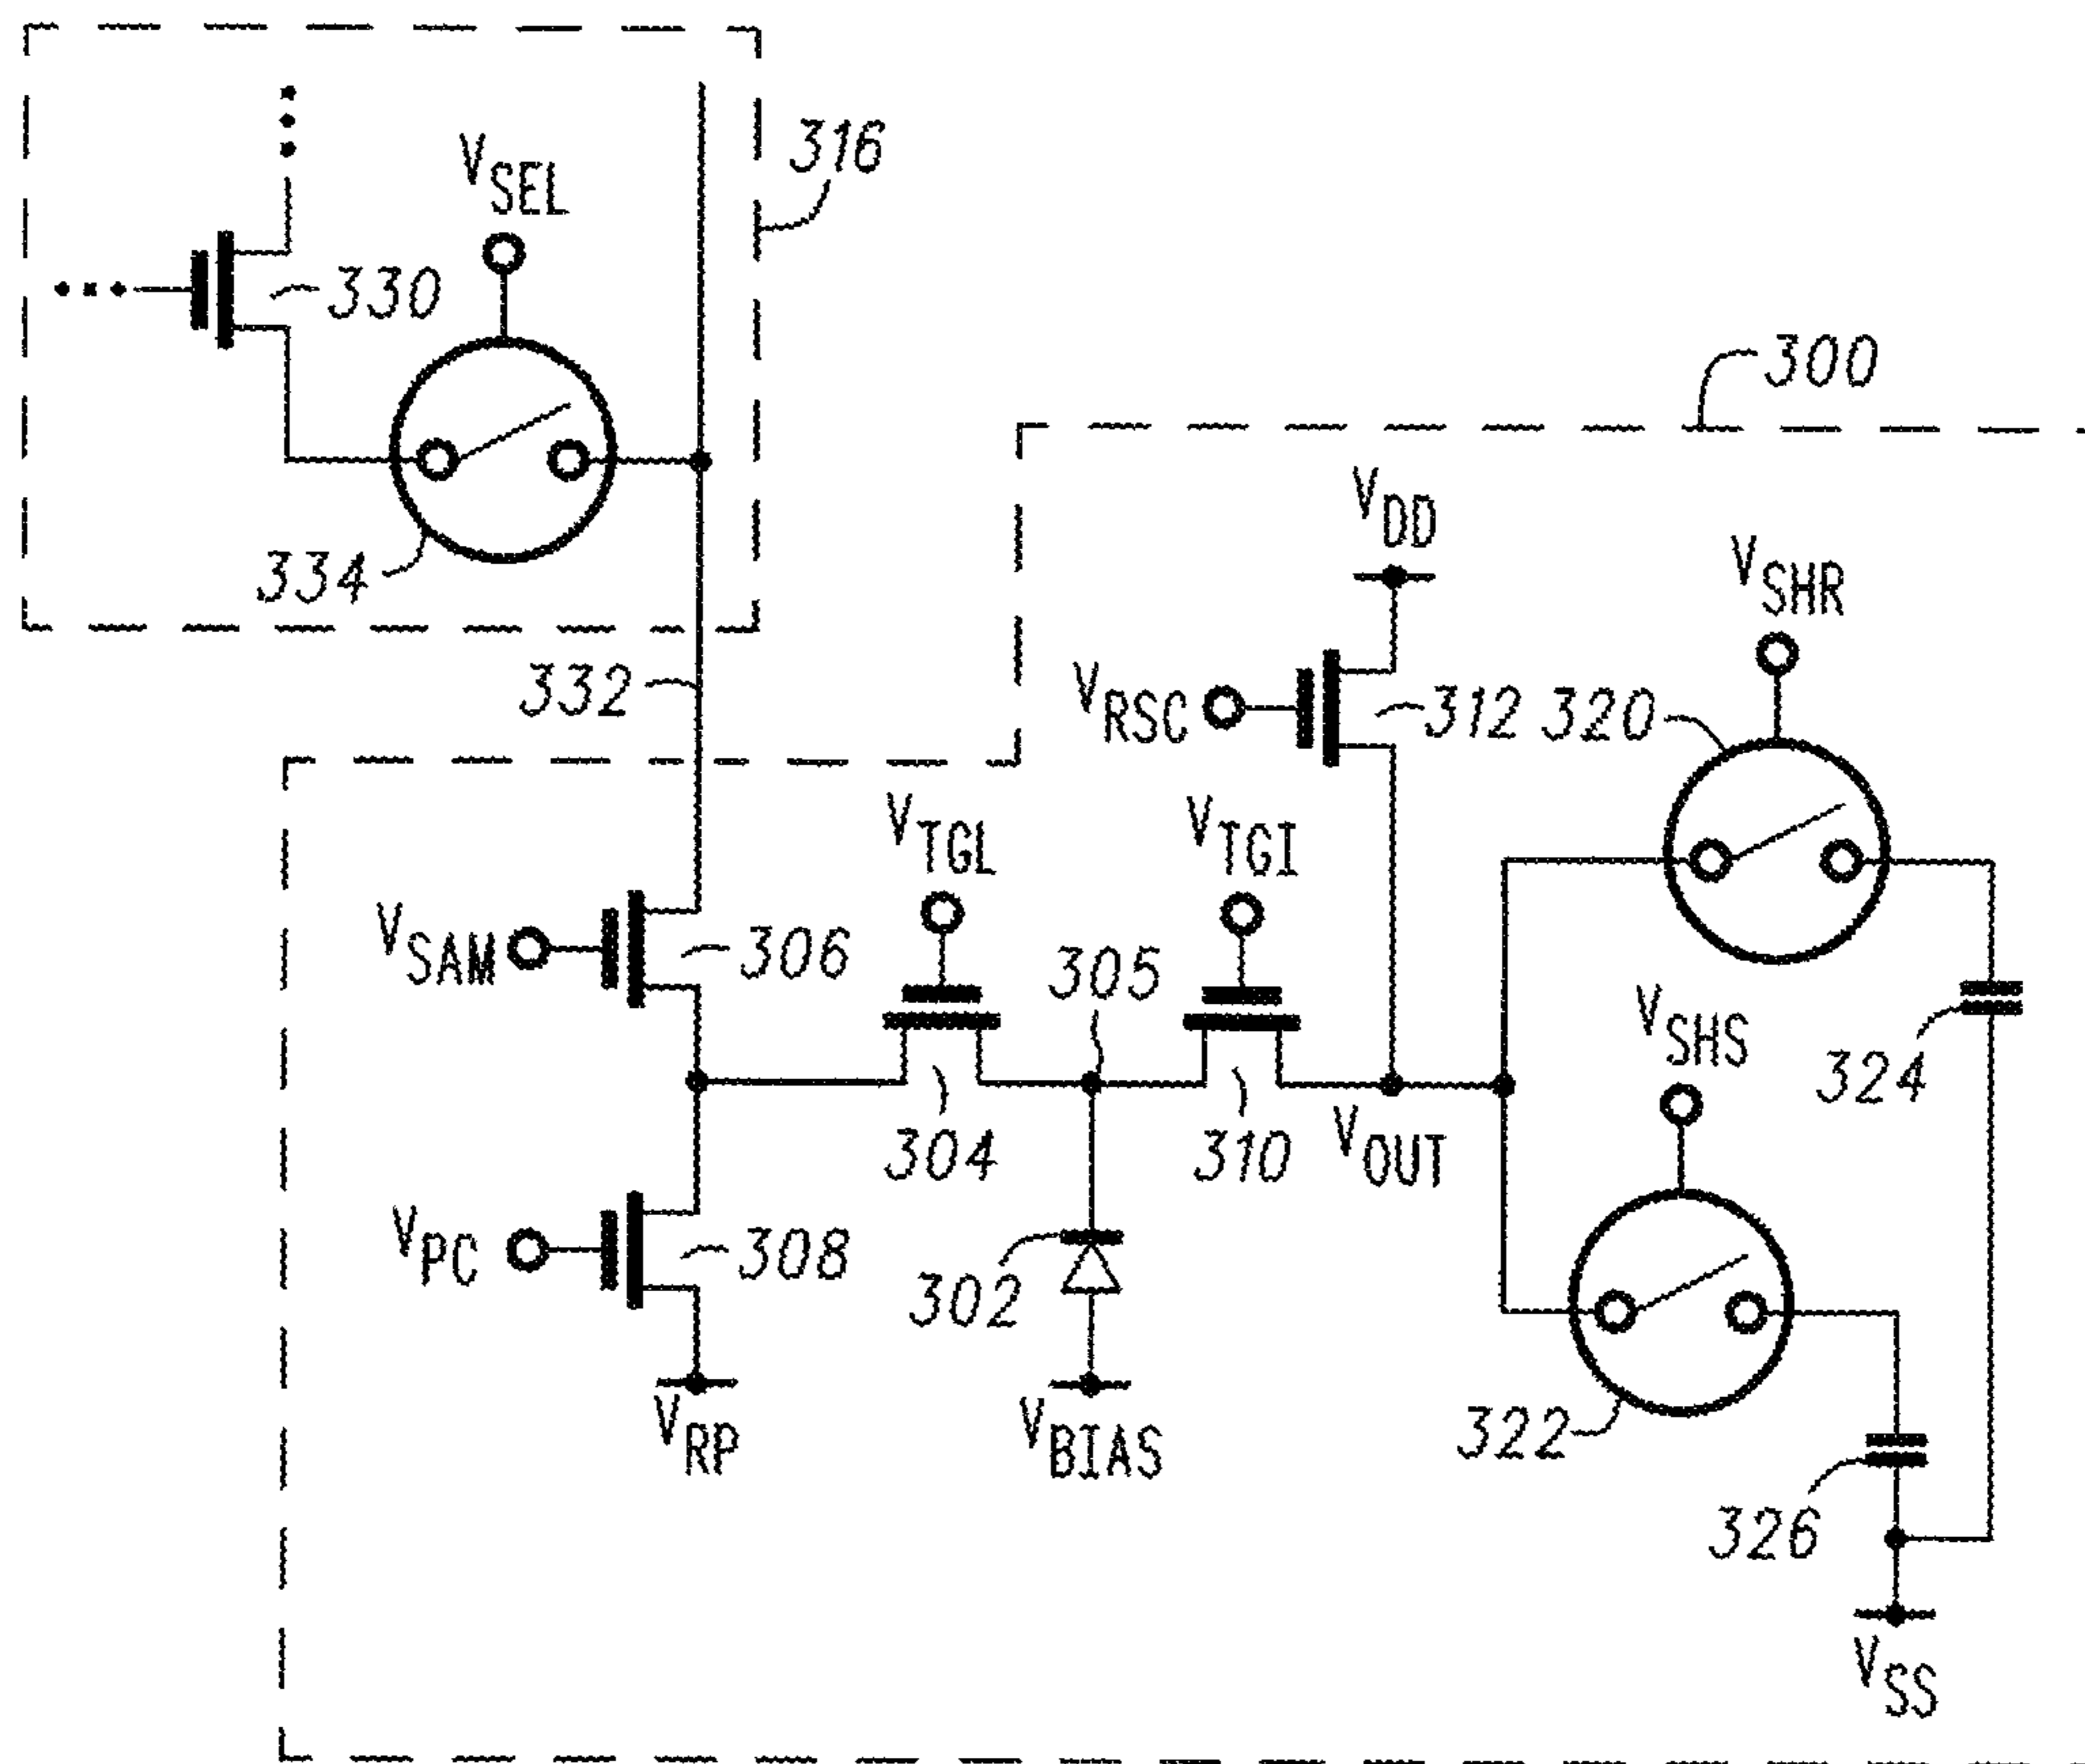 316
VSEL
330
300
334
VDD
VSHR
332
VRSC
312
320
VTGL
VTGI
VSAM
306
305
VSHS
324
304
310
VOUT
VPC
308
302
VRP
VBIAS
322
326
VSS